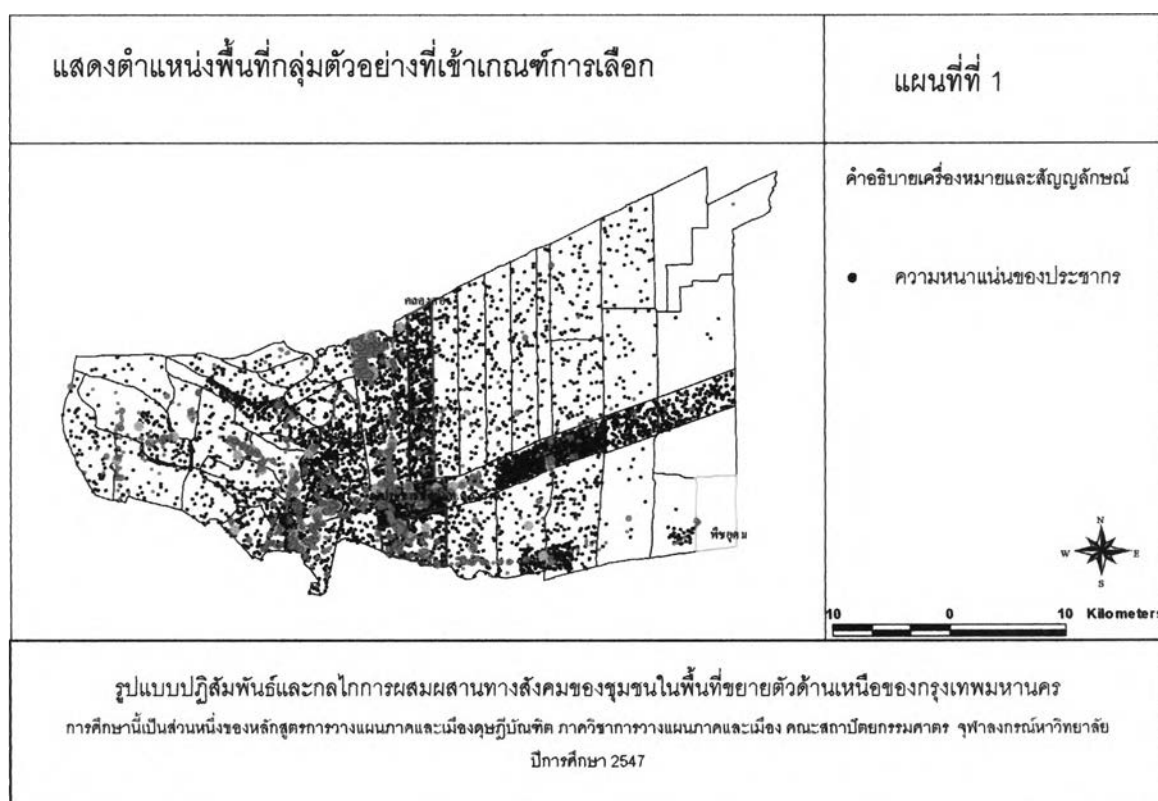 แสดงตำแหน่งพื้นที่กลุ่มตัวอย่างที่เข้าเกณฑ์การเลือก
แผนที่ที่ 1
คำอธิบายเครื่องหมายและสัญญลักษณ์
ความหนาแน่นของประชากร
พืชอุดม
N
W E
S
10 0 10 Kilometers
รูปแบบปฏิสัมพันธ์และกลไกการผสมผสานทางสังคมของชุมชนในพื้นที่ขยายตัวด้านเหนือของกรุงเทพมหานคร
การศึกษานี้เป็นส่วนหนึ่งของหลักสูตรการวางแผนภาคและเมืองดุษฎีบัณฑิต ภาควิชาการวางแผนภาคและเมือง คณะสถาปัตยกรรมศาตร จุฬาลงกรณ์หาวิทยาลัย
ปีการศึกษา 2547